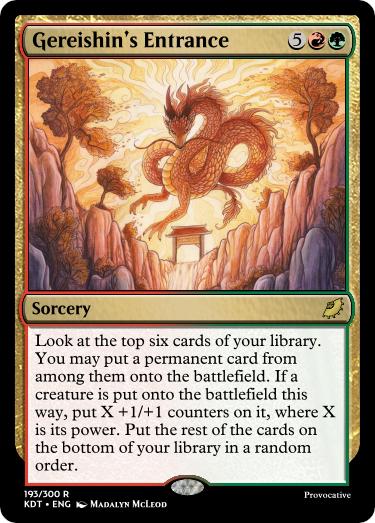 Gereishin's Entrance 5
Sorcery
Look at the top six cards of your library.
You may put a permanent card from
among them onto the battlefield. If a
creature is put onto the battlefield this
way, put X +1/+1 counters on it, where X
is its power. Put the rest of the cards on
the bottom of your library in a random
order.
193/300 R
KDT • ENG Madalyn McLeod
Provocative